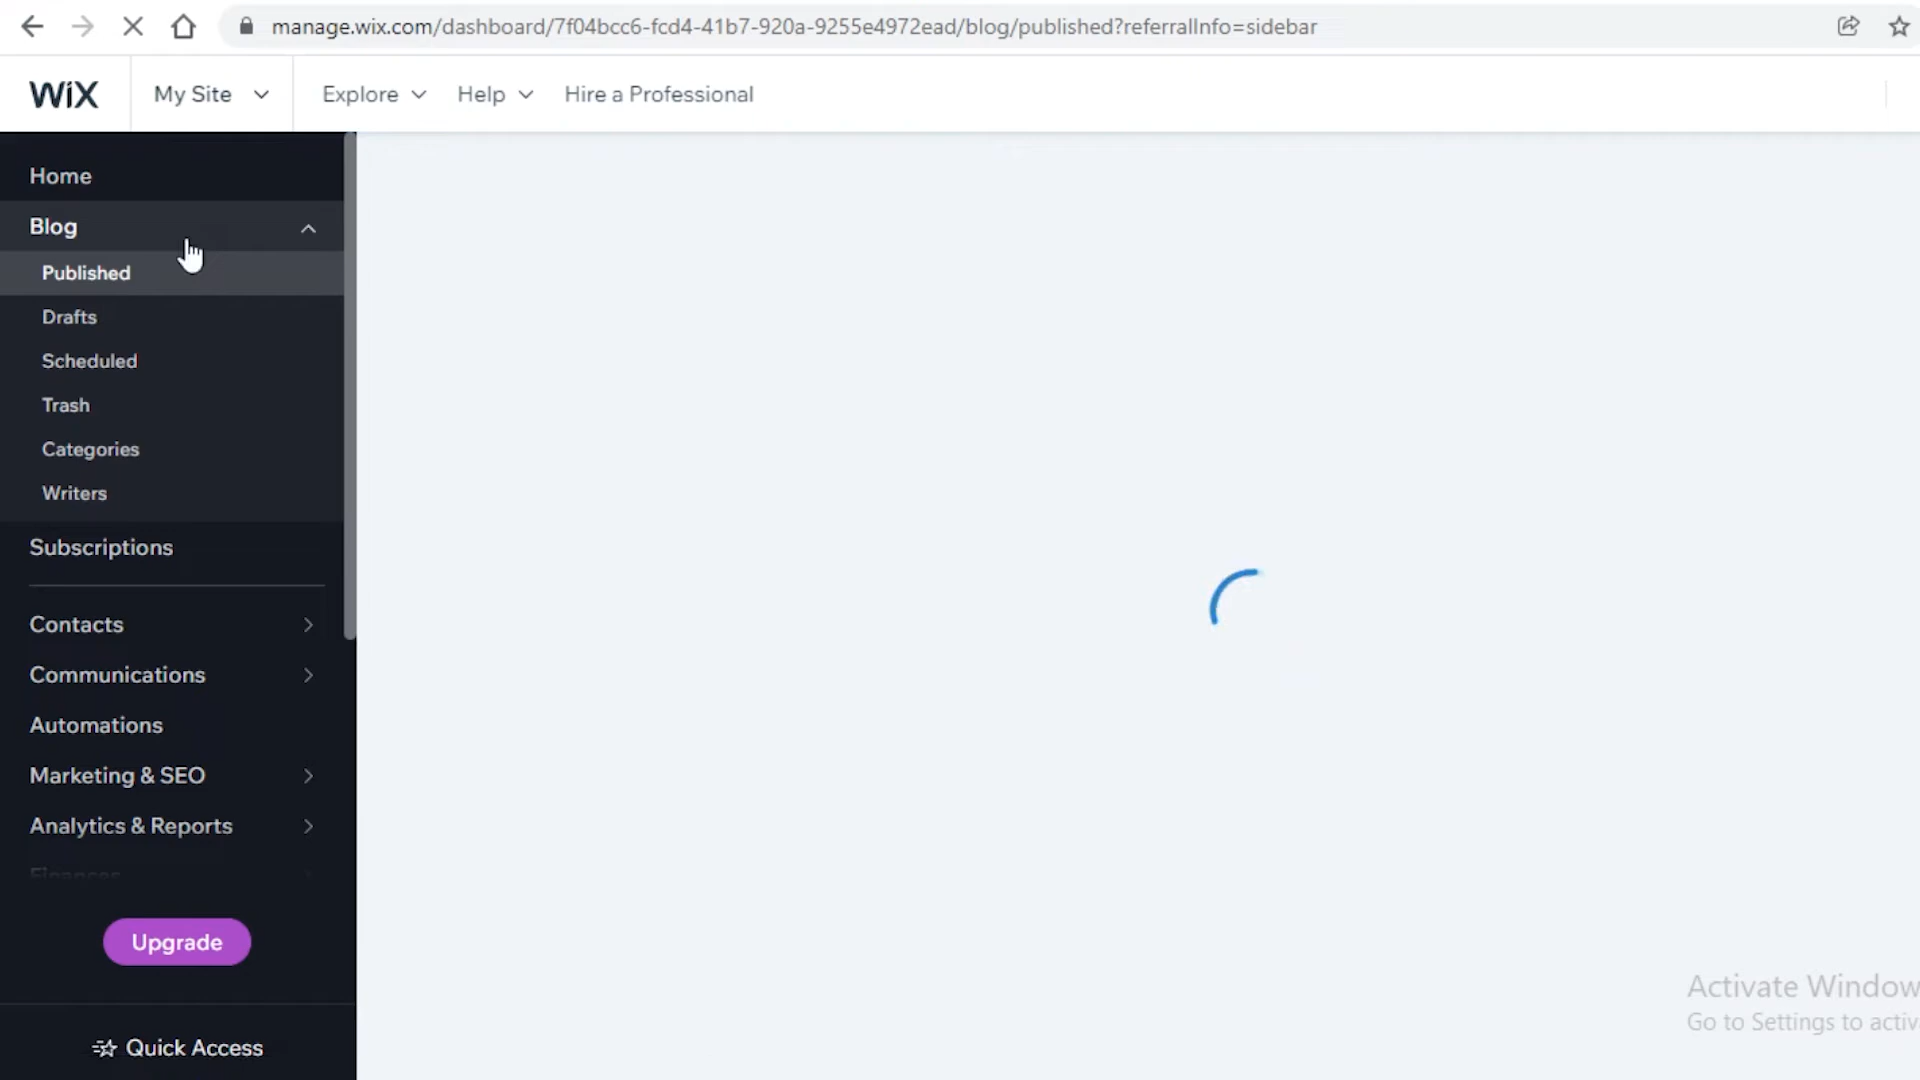 manage.wix.com/dashboard/7f04bcc6-fcd4-41b7-920a-9255e4972ead/blog/published?referralInfo=sidebar
WiX My Site Explore Help Hire a Professional
Home
Blog
Published
Drafts
Scheduled
Trash
Categories
Writers
Subscriptions
Contacts
Communications
Automations
Marketing & SEO
Analytics & Reports
Finances
Upgrade
Quick Access
Activate Window
Go to Settings to activ